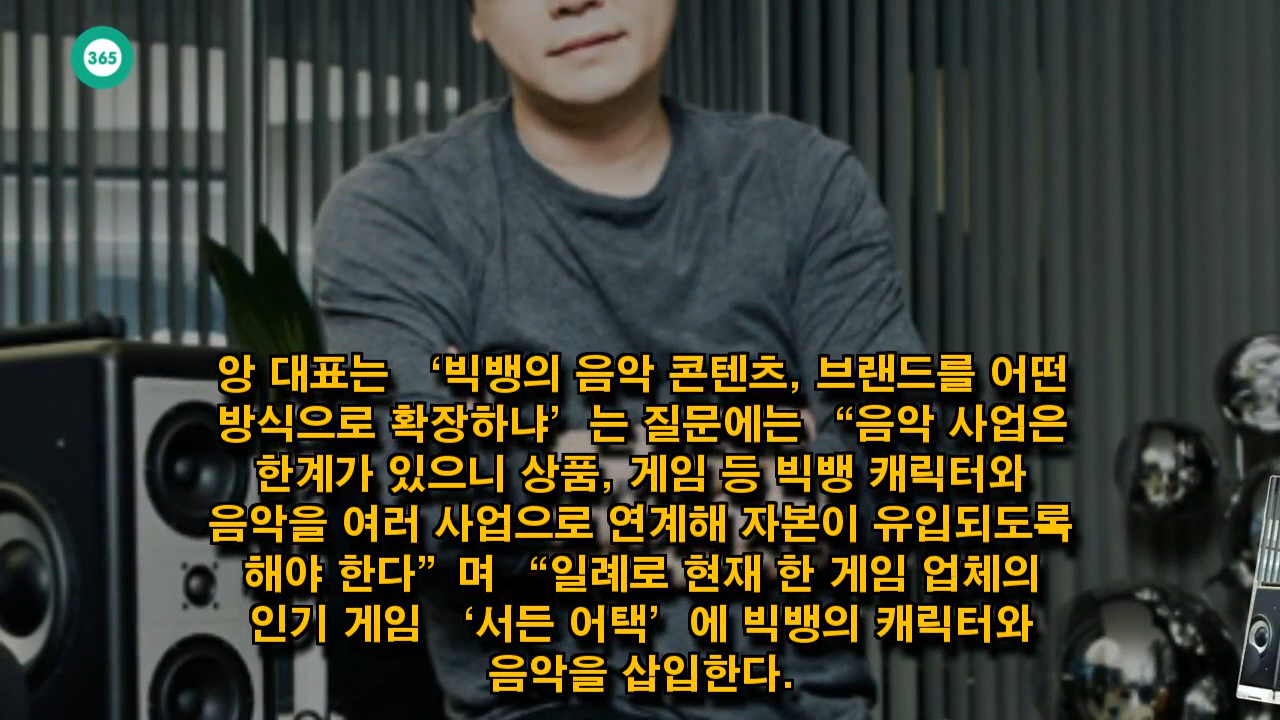 365
앙 대표는 ‘빅뱅의 음악 콘텐츠, 브랜드를 어떤
방식으로 확장하냐’ 는 질문에는 “음악 사업은
한계가 있으니 상품, 게임 등 빅뱅 캐릭터와
음악을 여러 사업으로 연계해 자본이 유입되도록
해야 한다” 며 “일례로 현재 한 게임 업체의
인기 게임 ‘서든 어택’ 에 빅뱅의 캐릭터와
음악을 삽입한다.